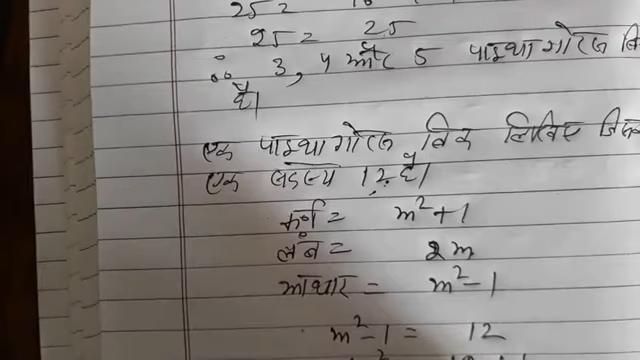 25 =
25 = 25
∴ 3, 4 और 5 पाइथागोरस
है।
एक पाइथागोरस त्रिक लिखिए
एक सदस्य 12 है।
कर्ण = m²+1
लंब = 2m
आधार = m²-1
m²-1 = 12